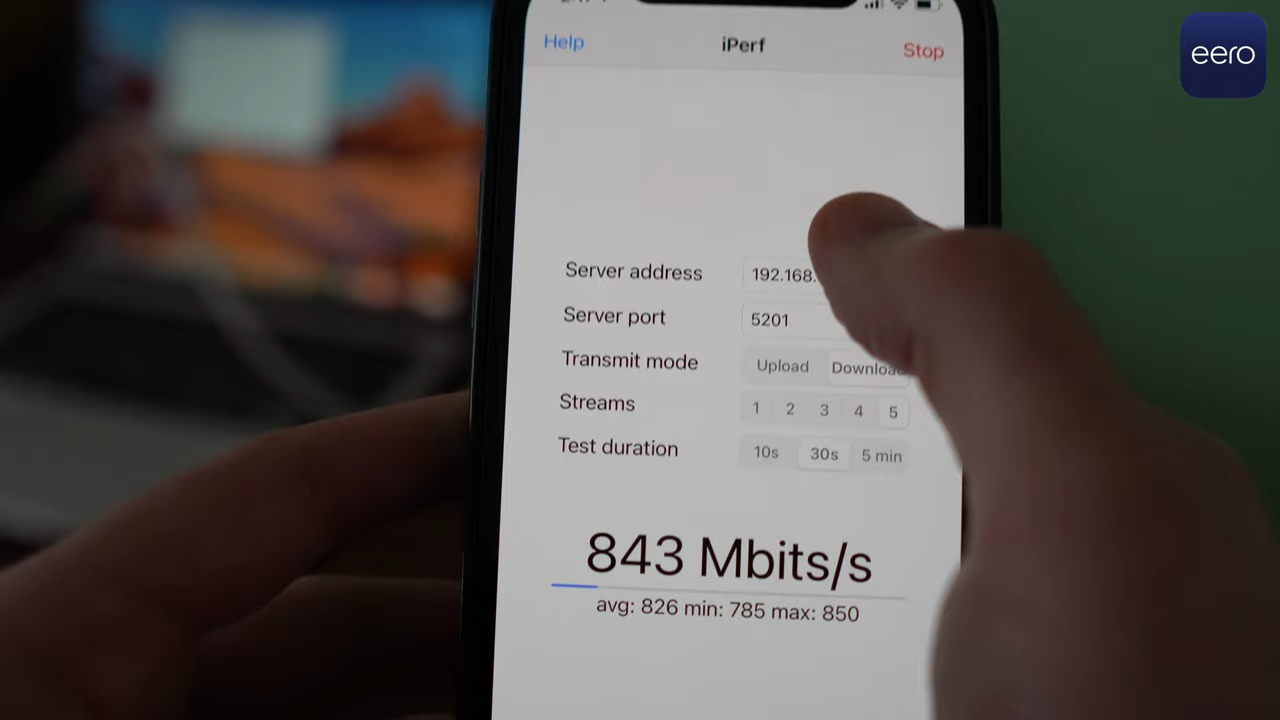 Help iPerf Stop
eero
Server address 192.168.
Server port 5201
Transmit mode Upload Download
Streams 1 2 3 4 5
Test duration 10s 30s 5 min
843 Mbits/s
avg: 826 min: 785 max: 850